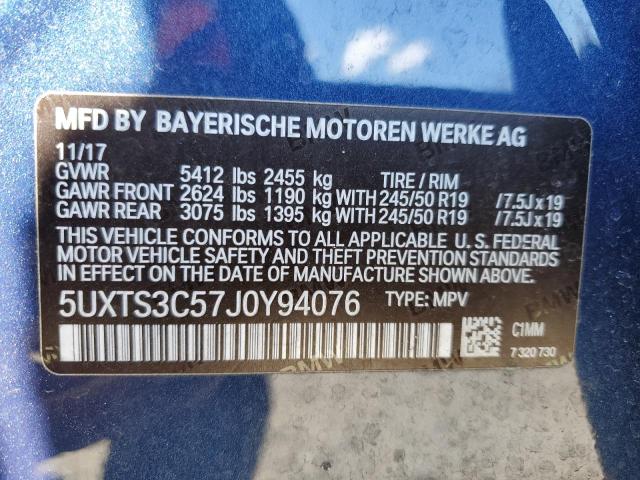 MFD BY BAYERISCHE MOTOREN WERKE AG
11/17
GVWR 5412 lbs 2455 kg TIRE / RIM
GAWR FRONT 2624 lbs 1190 kg WITH 245/50 R19 /7.5J x 19
GAWR REAR 3075 lbs 1395 kg WITH 245/50 R19 /7.5J x 19
THIS VEHICLE CONFORMS TO ALL APPLICABLE U. S. FEDERAL
MOTOR VEHICLE SAFETY AND THEFT PREVENTION STANDARDS
IN EFFECT ON THE DATE OF MANUFACTURE SHOWN ABOVE.
5UXTS3C57J0Y94076 TYPE: MPV
C1MM
7 320 730